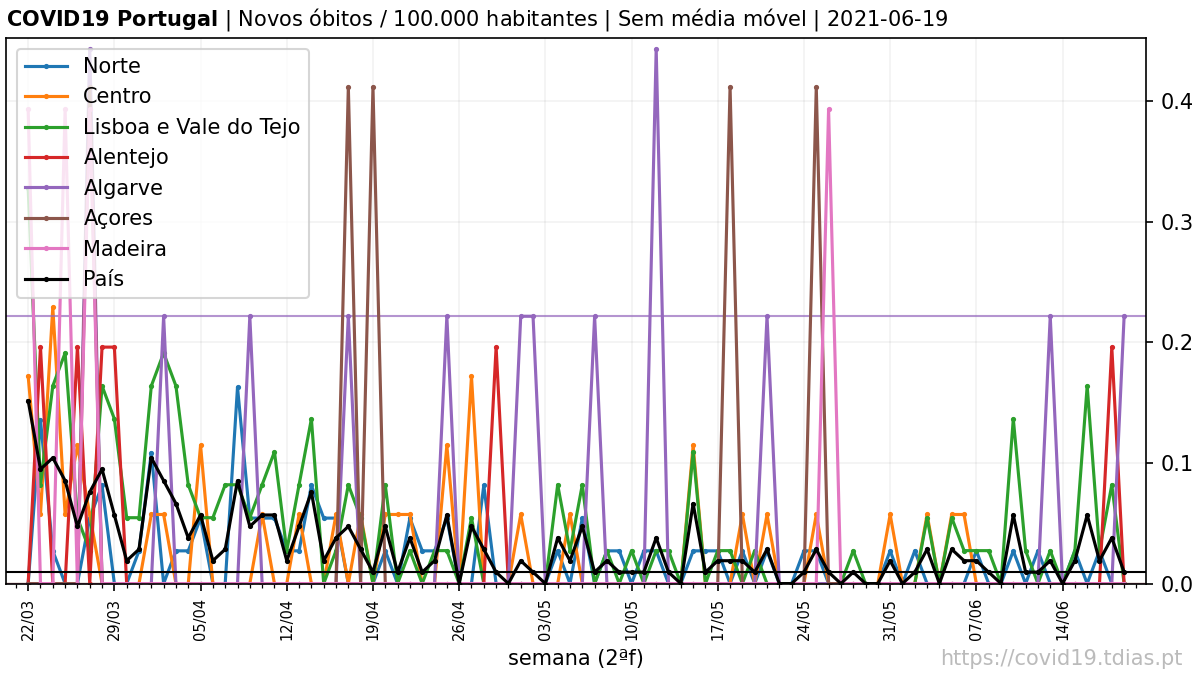 COVID19 Portugal | Novos óbitos / 100.000 habitantes | Sem média móvel | 2021-06-19
Norte
Centro
Lisboa e Vale do Tejo
Alentejo
Algarve
Açores
Madeira
País
0.4
0.3
0.2
0.1
0.0
22/03 29/03 05/04 12/04 19/04 26/04 03/05 10/05 17/05 24/05 31/05 07/06 14/06
semana (2ªf)
https://covid19.tdias.pt